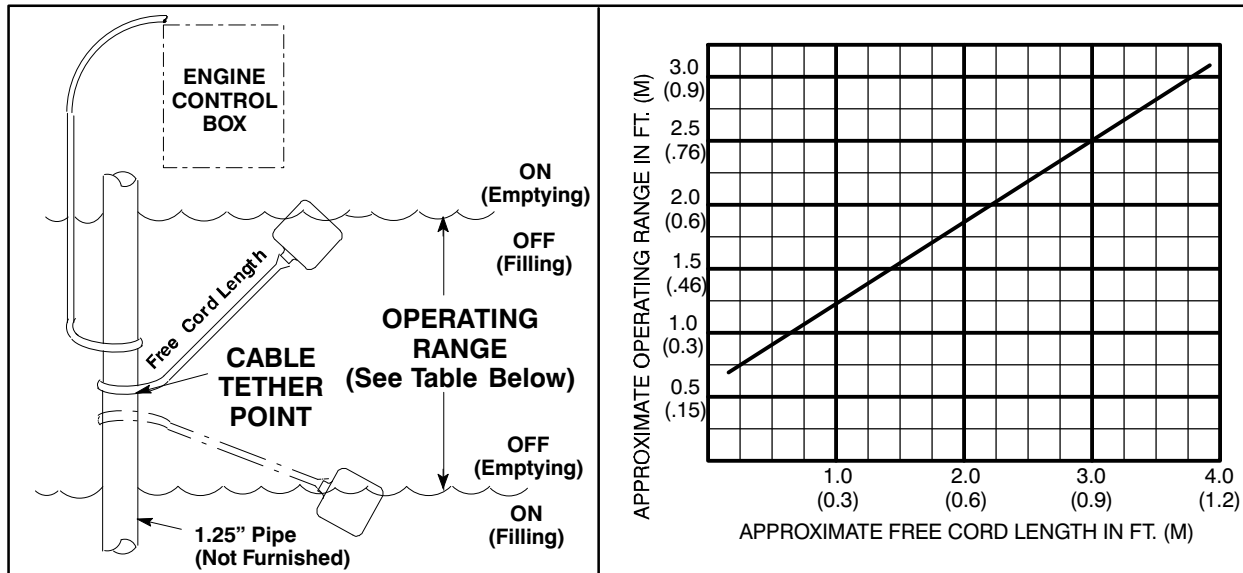 ENGINE
CONTROL
BOX
ON
(Emptying)
OFF
(Filling)
Free Cord Length
OPERATING
RANGE
(See Table Below)
CABLE
TETHER
POINT
OFF
(Emptying)
ON
(Filling)
1.25” Pipe
(Not Furnished)
APPROXIMATE OPERATING RANGE IN FT. (M)
3.0
(0.9)
2.5
(.76)
2.0
(0.6)
1.5
(.46)
1.0
(0.3)
0.5
(.15)
1.0 2.0 3.0 4.0
(0.3) (0.6) (0.9) (1.2)
APPROXIMATE FREE CORD LENGTH IN FT. (M)